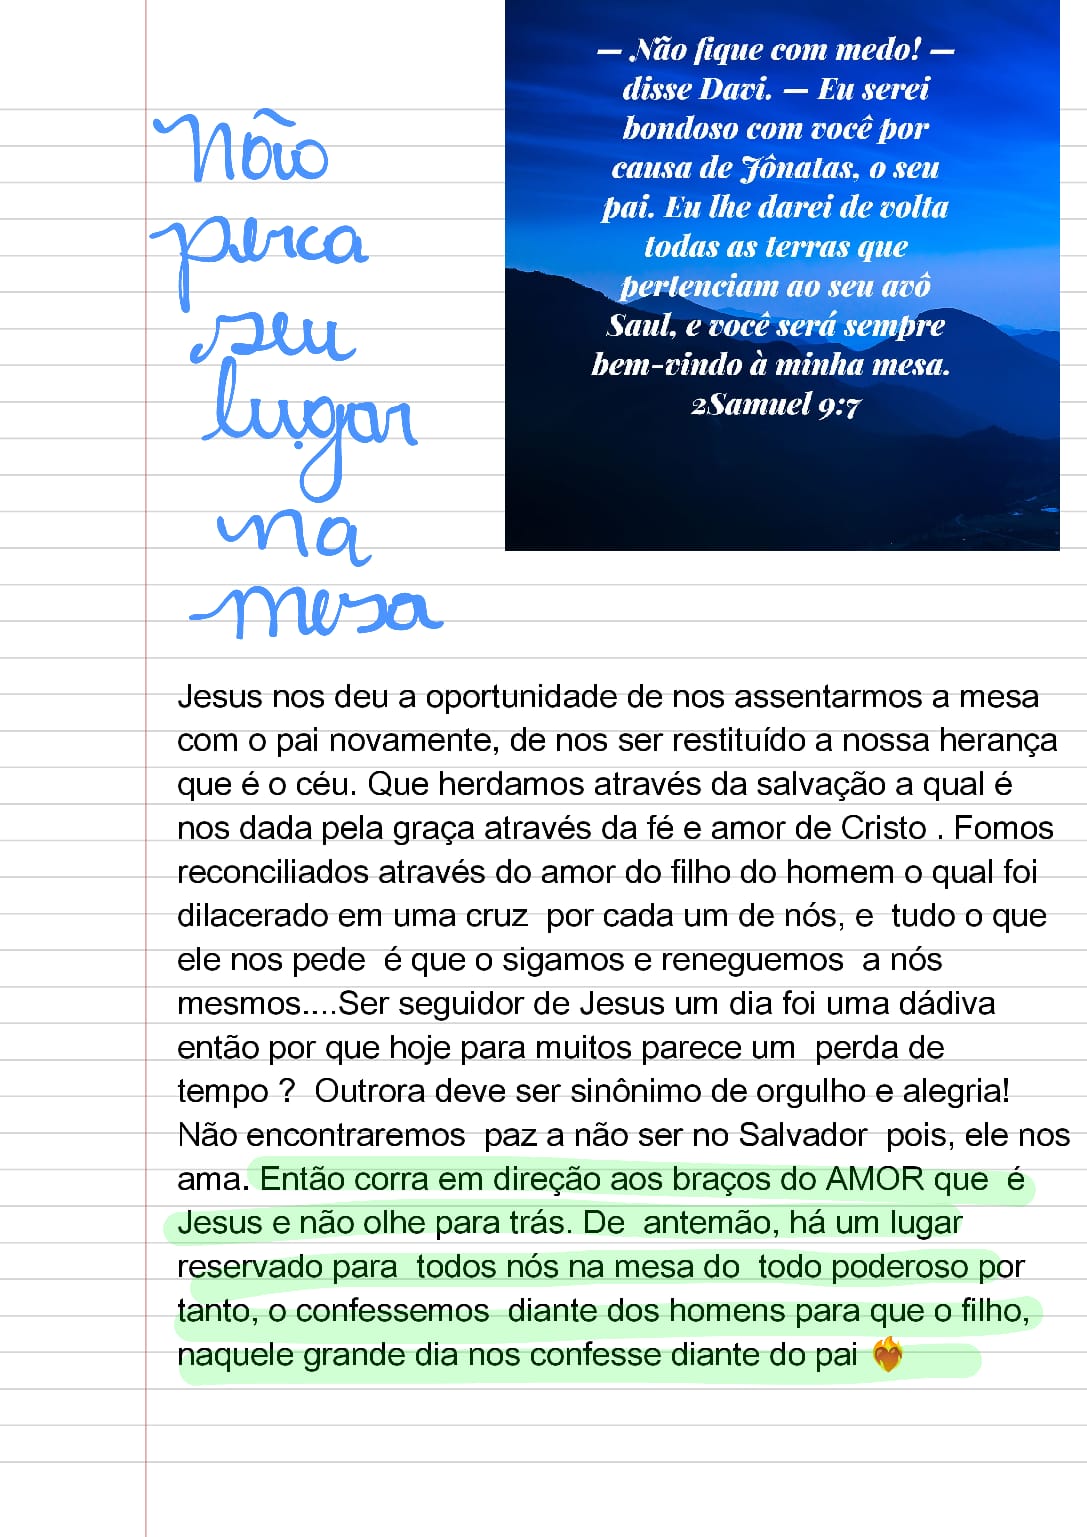 Não
perca
seu
lugar
na
mesa
— Não fique com medo! —
disse Davi. — Eu serei
bondoso com você por
causa de Jônatas, o seu
pai. Eu lhe darei de volta
todas as terras que
pertenciam ao seu avô
Saul, e você será sempre
bem-vindo à minha mesa.
2Samuel 9:7
Jesus nos deu a oportunidade de nos assentarmos a mesa
com o pai novamente, de nos ser restituído a nossa herança
que é o céu. Que herdamos através da salvação a qual é
nos dada pela graça através da fé e amor de Cristo . Fomos
reconciliados através do amor do filho do homem o qual foi
dilacerado em uma cruz  por cada um de nós, e  tudo o que
ele nos pede  é que o sigamos e reneguemos  a nós
mesmos....Ser seguidor de Jesus um dia foi uma dádiva
então por que hoje para muitos parece um  perda de
tempo ?  Outrora deve ser sinônimo de orgulho e alegria!
Não encontraremos  paz a não ser no Salvador  pois, ele nos
ama. Então corra em direção aos braços do AMOR que  é
Jesus e não olhe para trás. De  antemão, há um lugar
reservado para  todos nós na mesa do  todo poderoso por
tanto, o confessemos  diante dos homens para que o filho,
naquele grande dia nos confesse diante do pai ❤️‍🔥